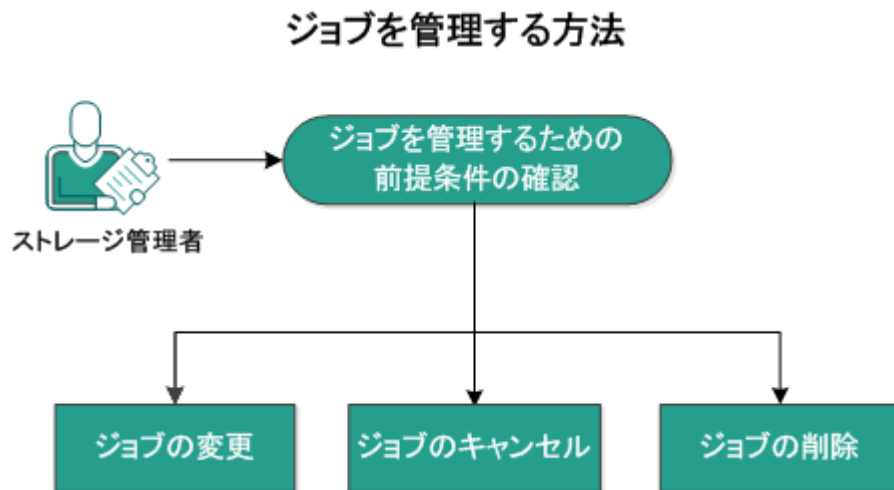 ジョブを管理する方法
ジョブを管理するための
前提条件の確認
ストレージ管理者
ジョブの変更
ジョブのキャンセル
ジョブの削除